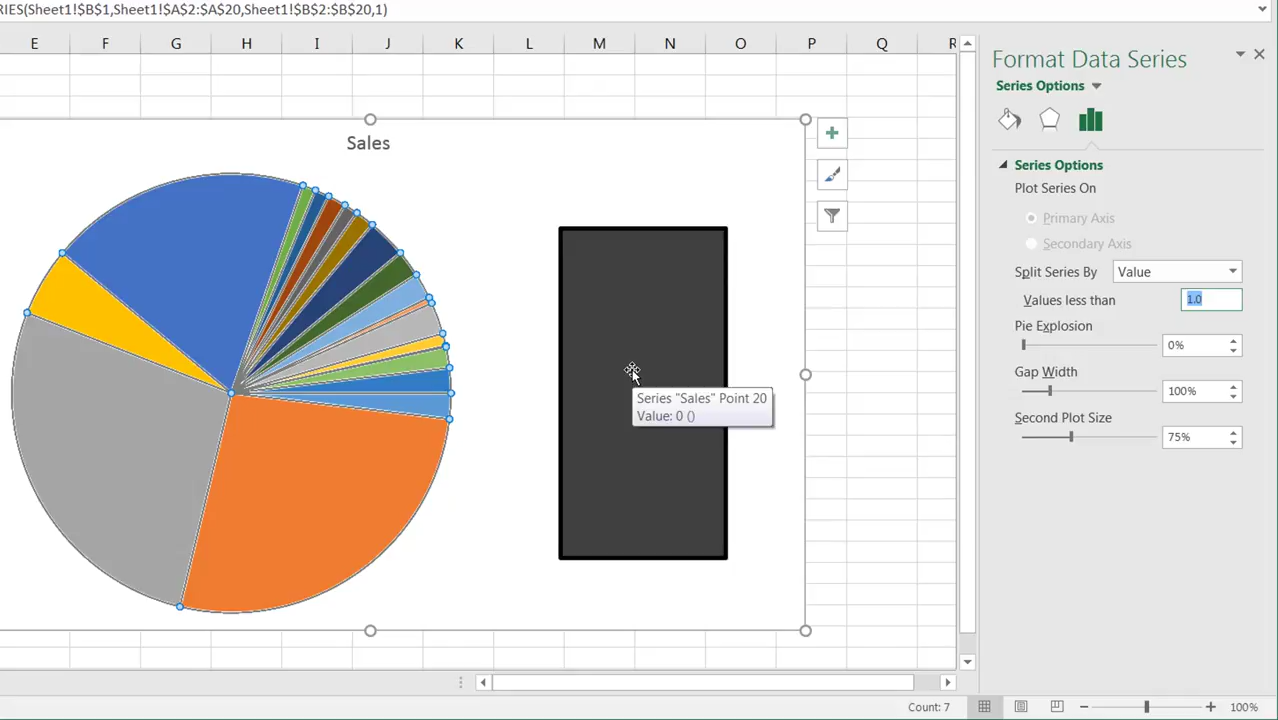 RIES(Sheet1!$B$1,Sheet1!$A$2:$A$20,Sheet1!$B$2:$B$20,1)
E F G H I J K L M N O P Q R
Format Data Series
Series Options
Sales
Series Options
Plot Series On
Primary Axis
Secondary Axis
Split Series By Value
Values less than 1.0
Pie Explosion
0%
Gap Width
100%
Second Plot Size
75%
Series "Sales" Point 20
Value: 0 ()
Count: 7
100%